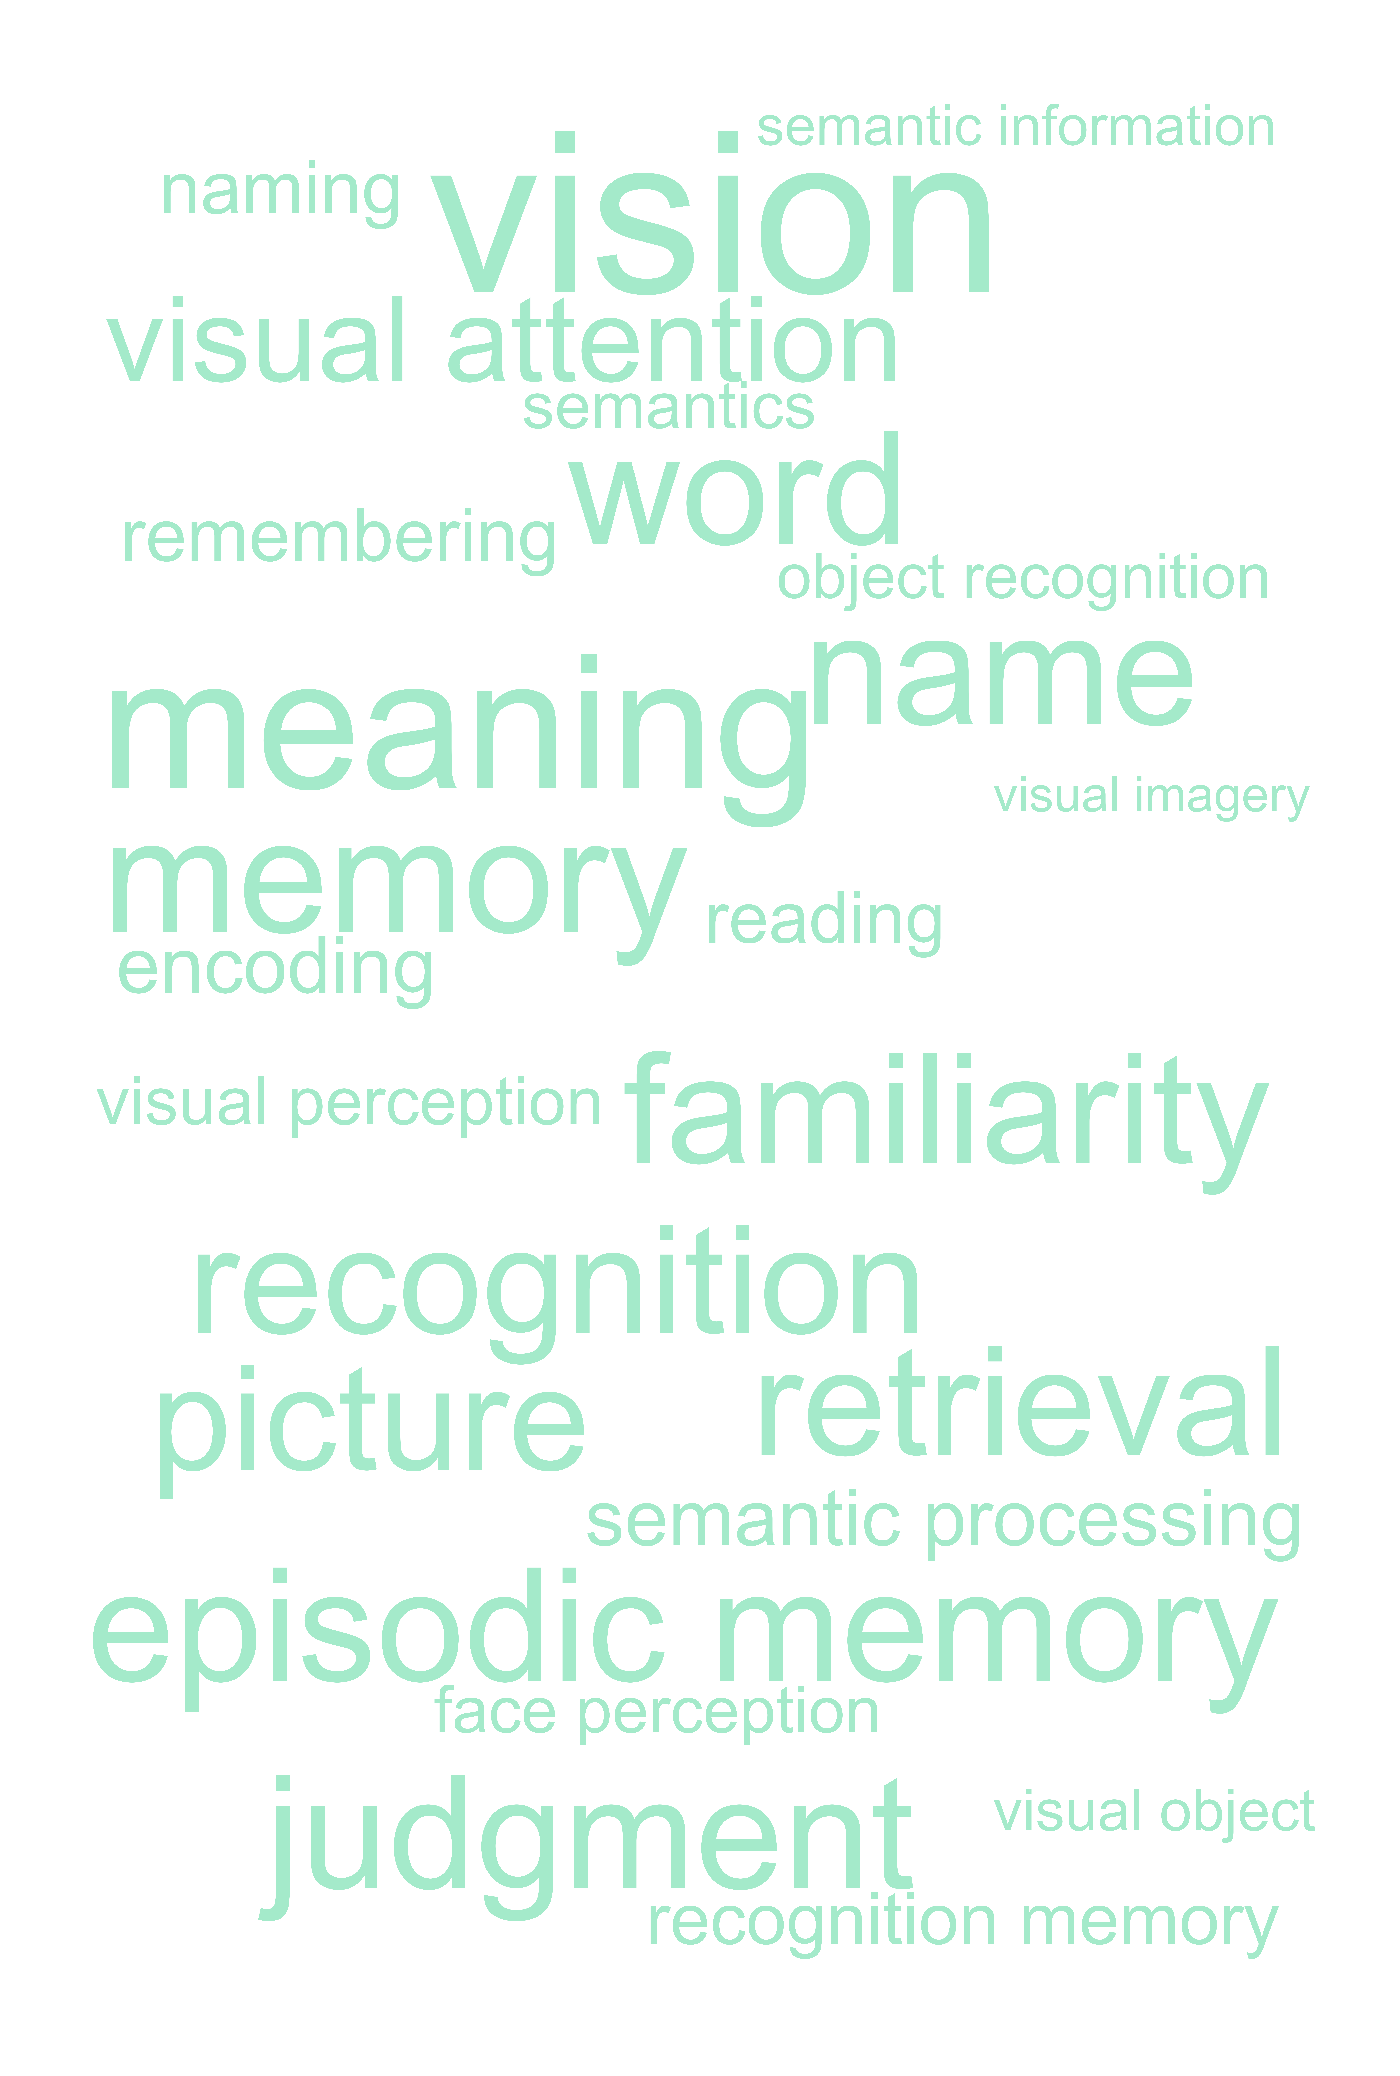 semantic information
naming
vision
visual attention
semantics
word
remembering
object recognition
name
meaning
visual imagery
memory
reading
encoding
visual perception
familiarity
recognition
retrieval
picture
semantic processing
episodic memory
face perception
judgment
visual object
recognition memory